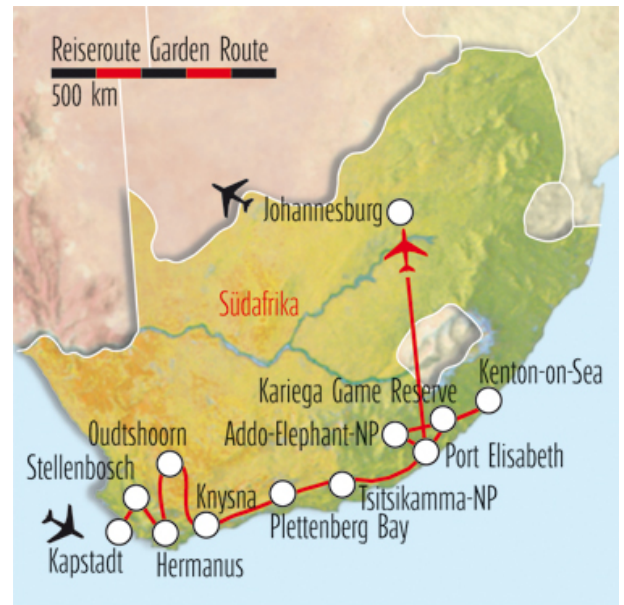 Reiseroute Garden Route
500 km
Johannesburg
Südafrika
Kenton-on-Sea
Kariega Game Reserve
Oudtshoorn
Addo-Elephant-NP
Stellenbosch
Port Elisabeth
Knysna
Tsitsikamma-NP
Plettenberg Bay
Kapstadt
Hermanus